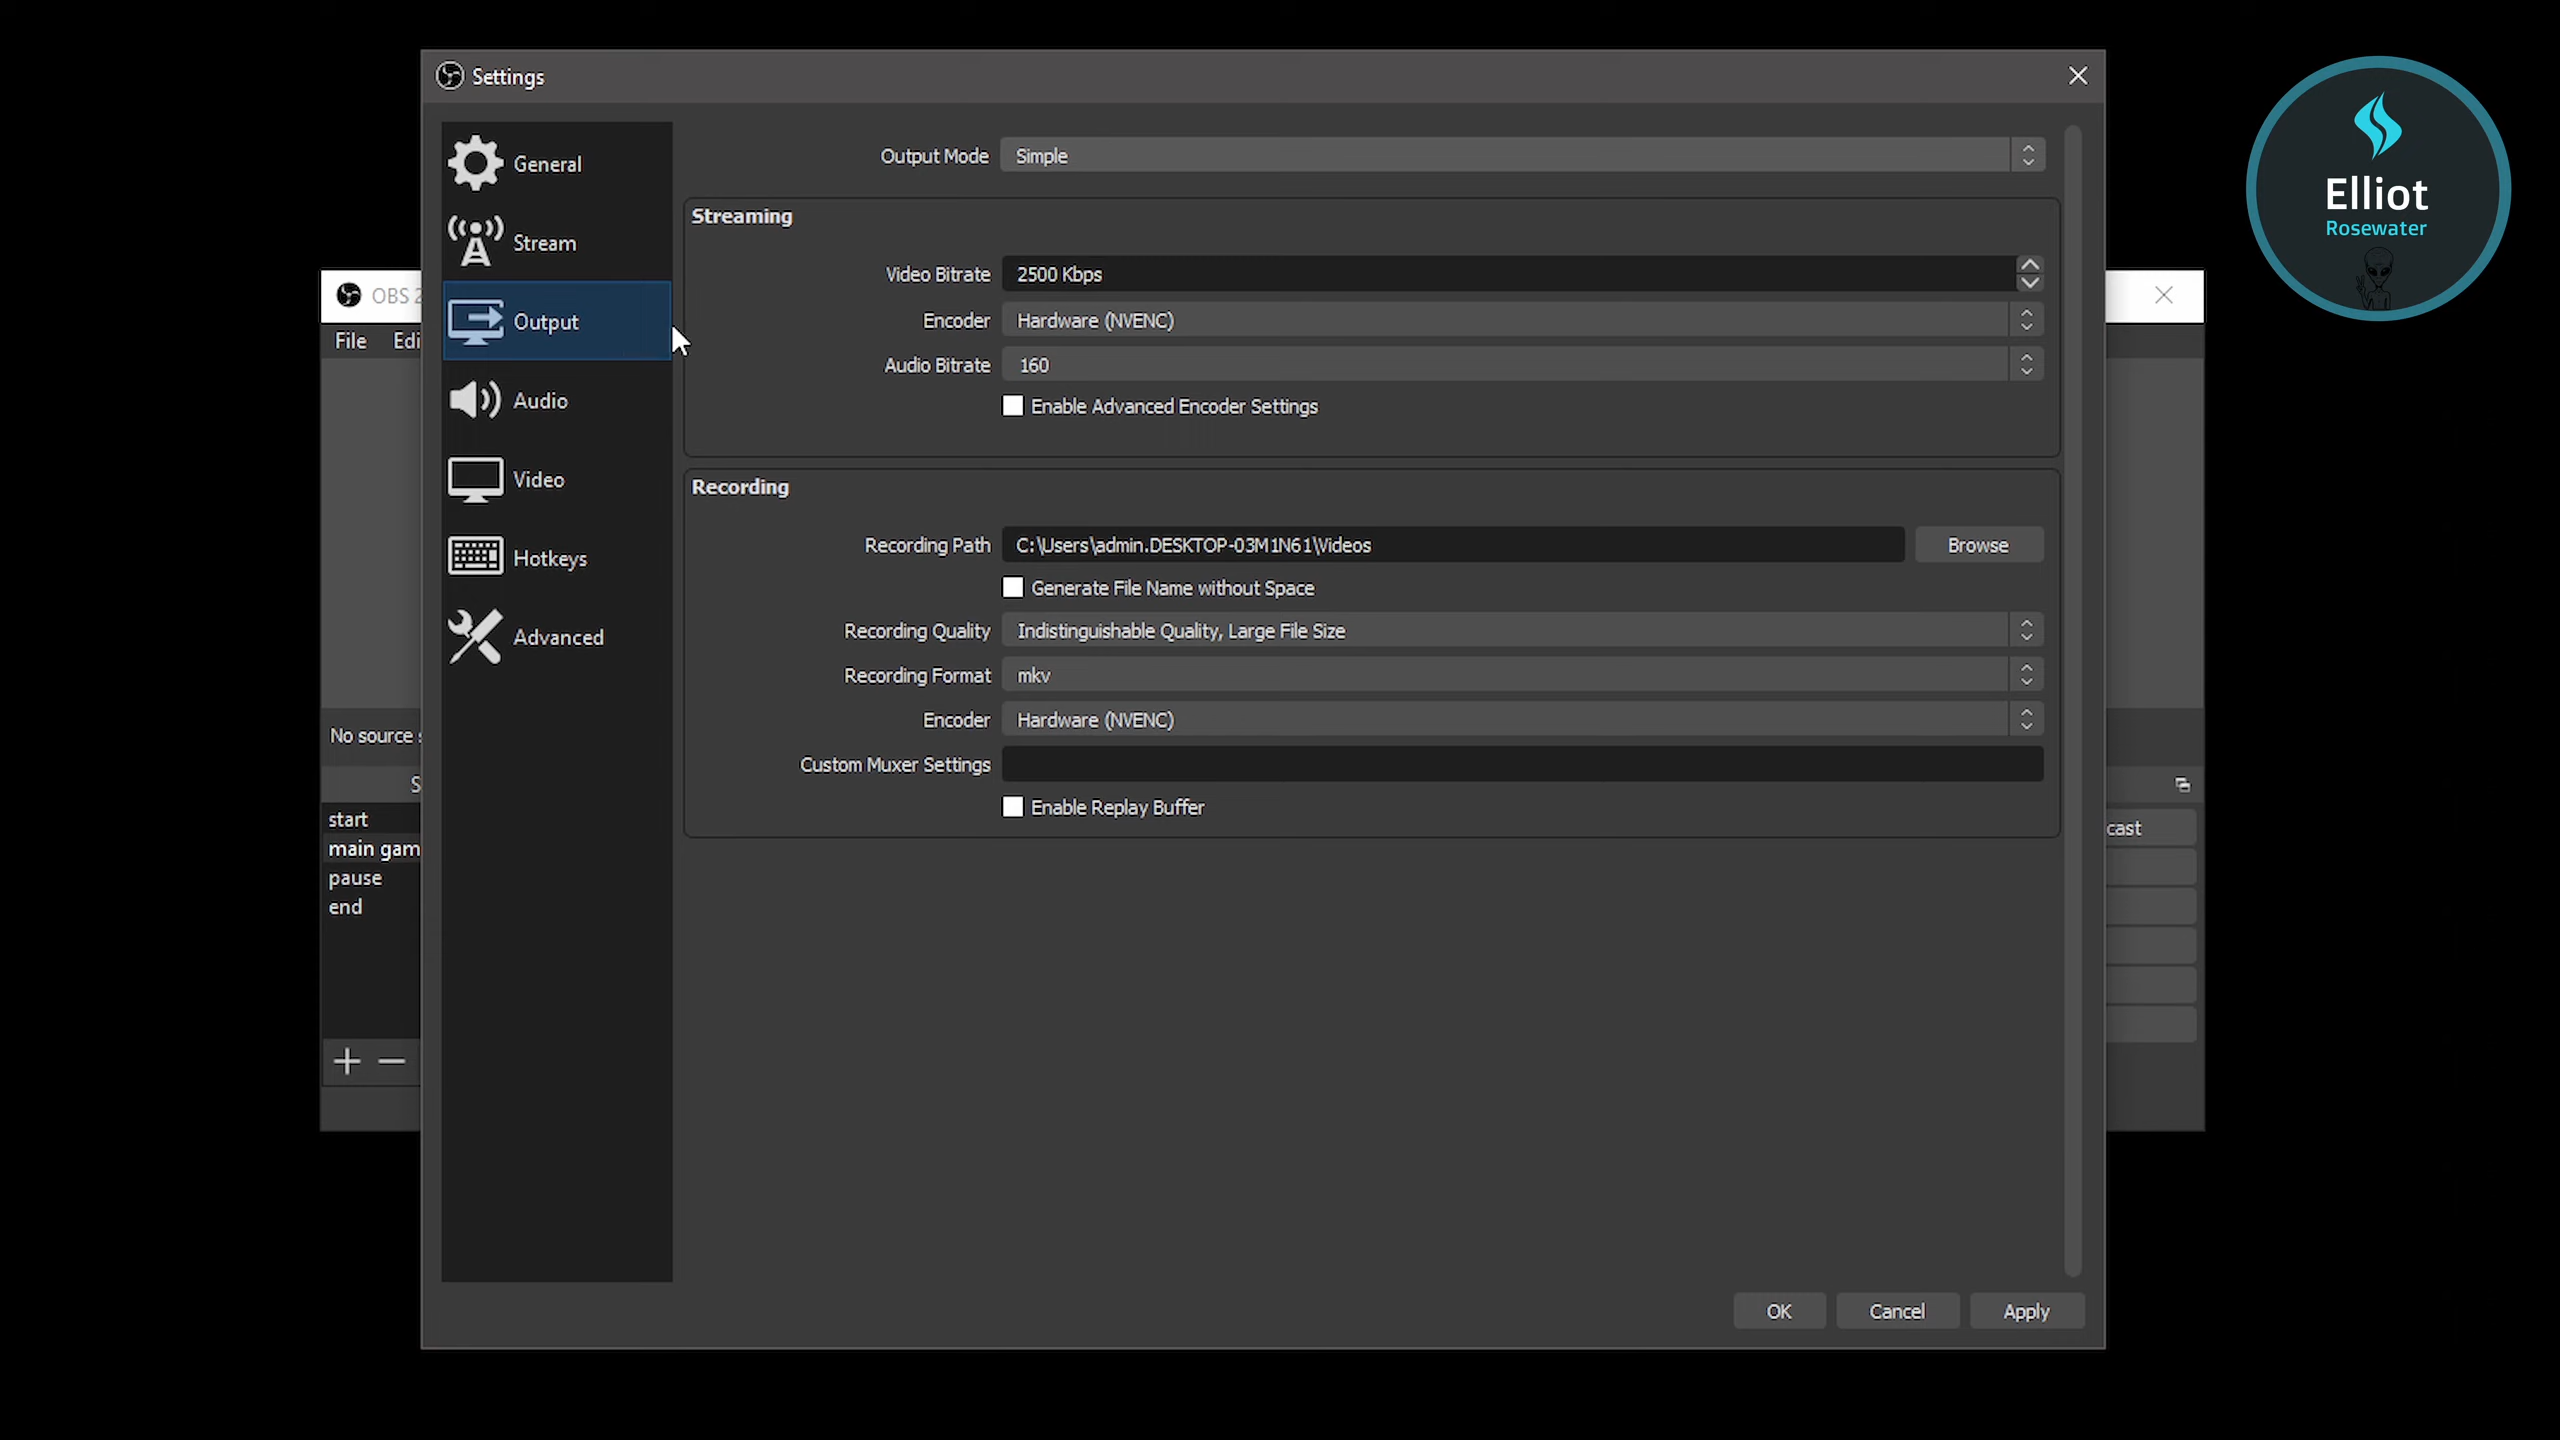 Settings
Elliot
Rosewater
General
Stream
Output
Audio
Video
Hotkeys
Advanced
Output Mode Simple
Streaming
Video Bitrate 2500 Kbps
Encoder Hardware (NVENC)
Audio Bitrate 160
Enable Advanced Encoder Settings
Recording
Recording Path C:\Users\admin.DESKTOP-03M1N61\Videos Browse
Generate File Name without Space
Recording Quality Indistinguishable Quality, Large File Size
Recording Format mkv
Encoder Hardware (NVENC)
Custom Muxer Settings
Enable Replay Buffer
OK Cancel Apply
OBS 2
File Edi
No source s
S
start
main gam
pause
end
cast